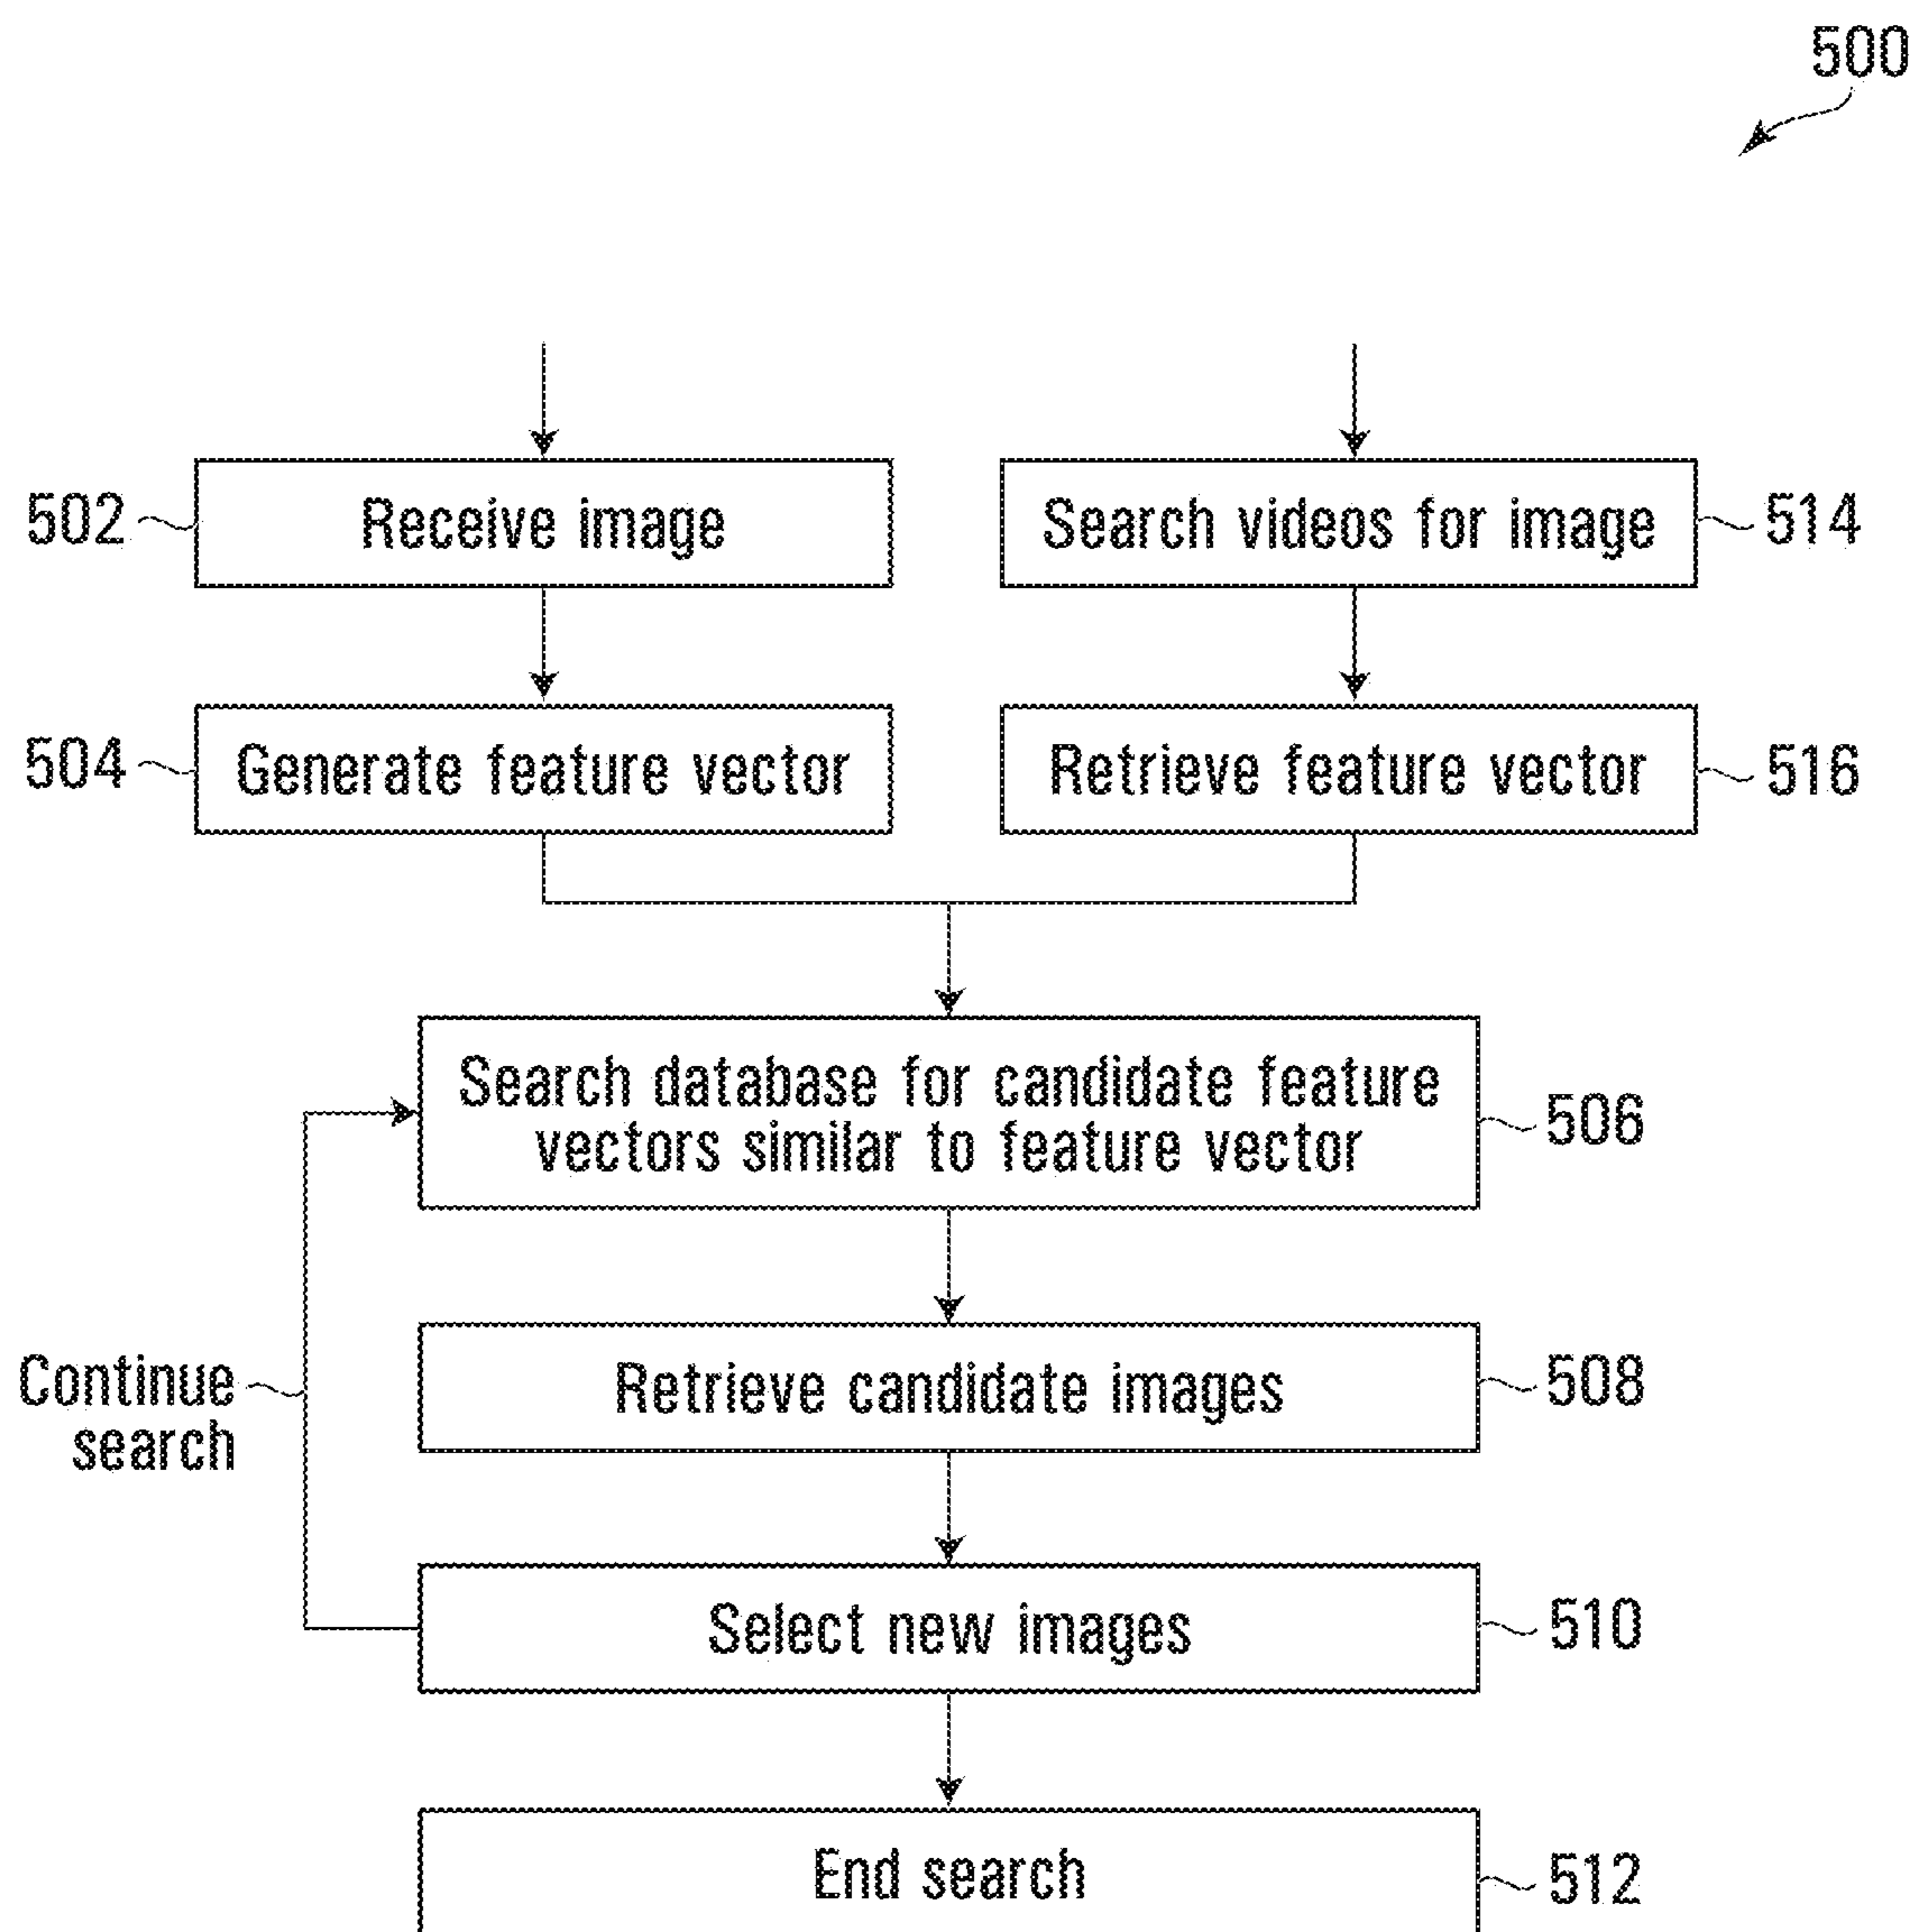 500
502
Receive image
Search videos for image
514
504
Generate feature vector
Retrieve feature vector
516
Search database for candidate feature
vectors similar to feature vector
506
Continue
search
Retrieve candidate images
508
Select new images
510
End search
512